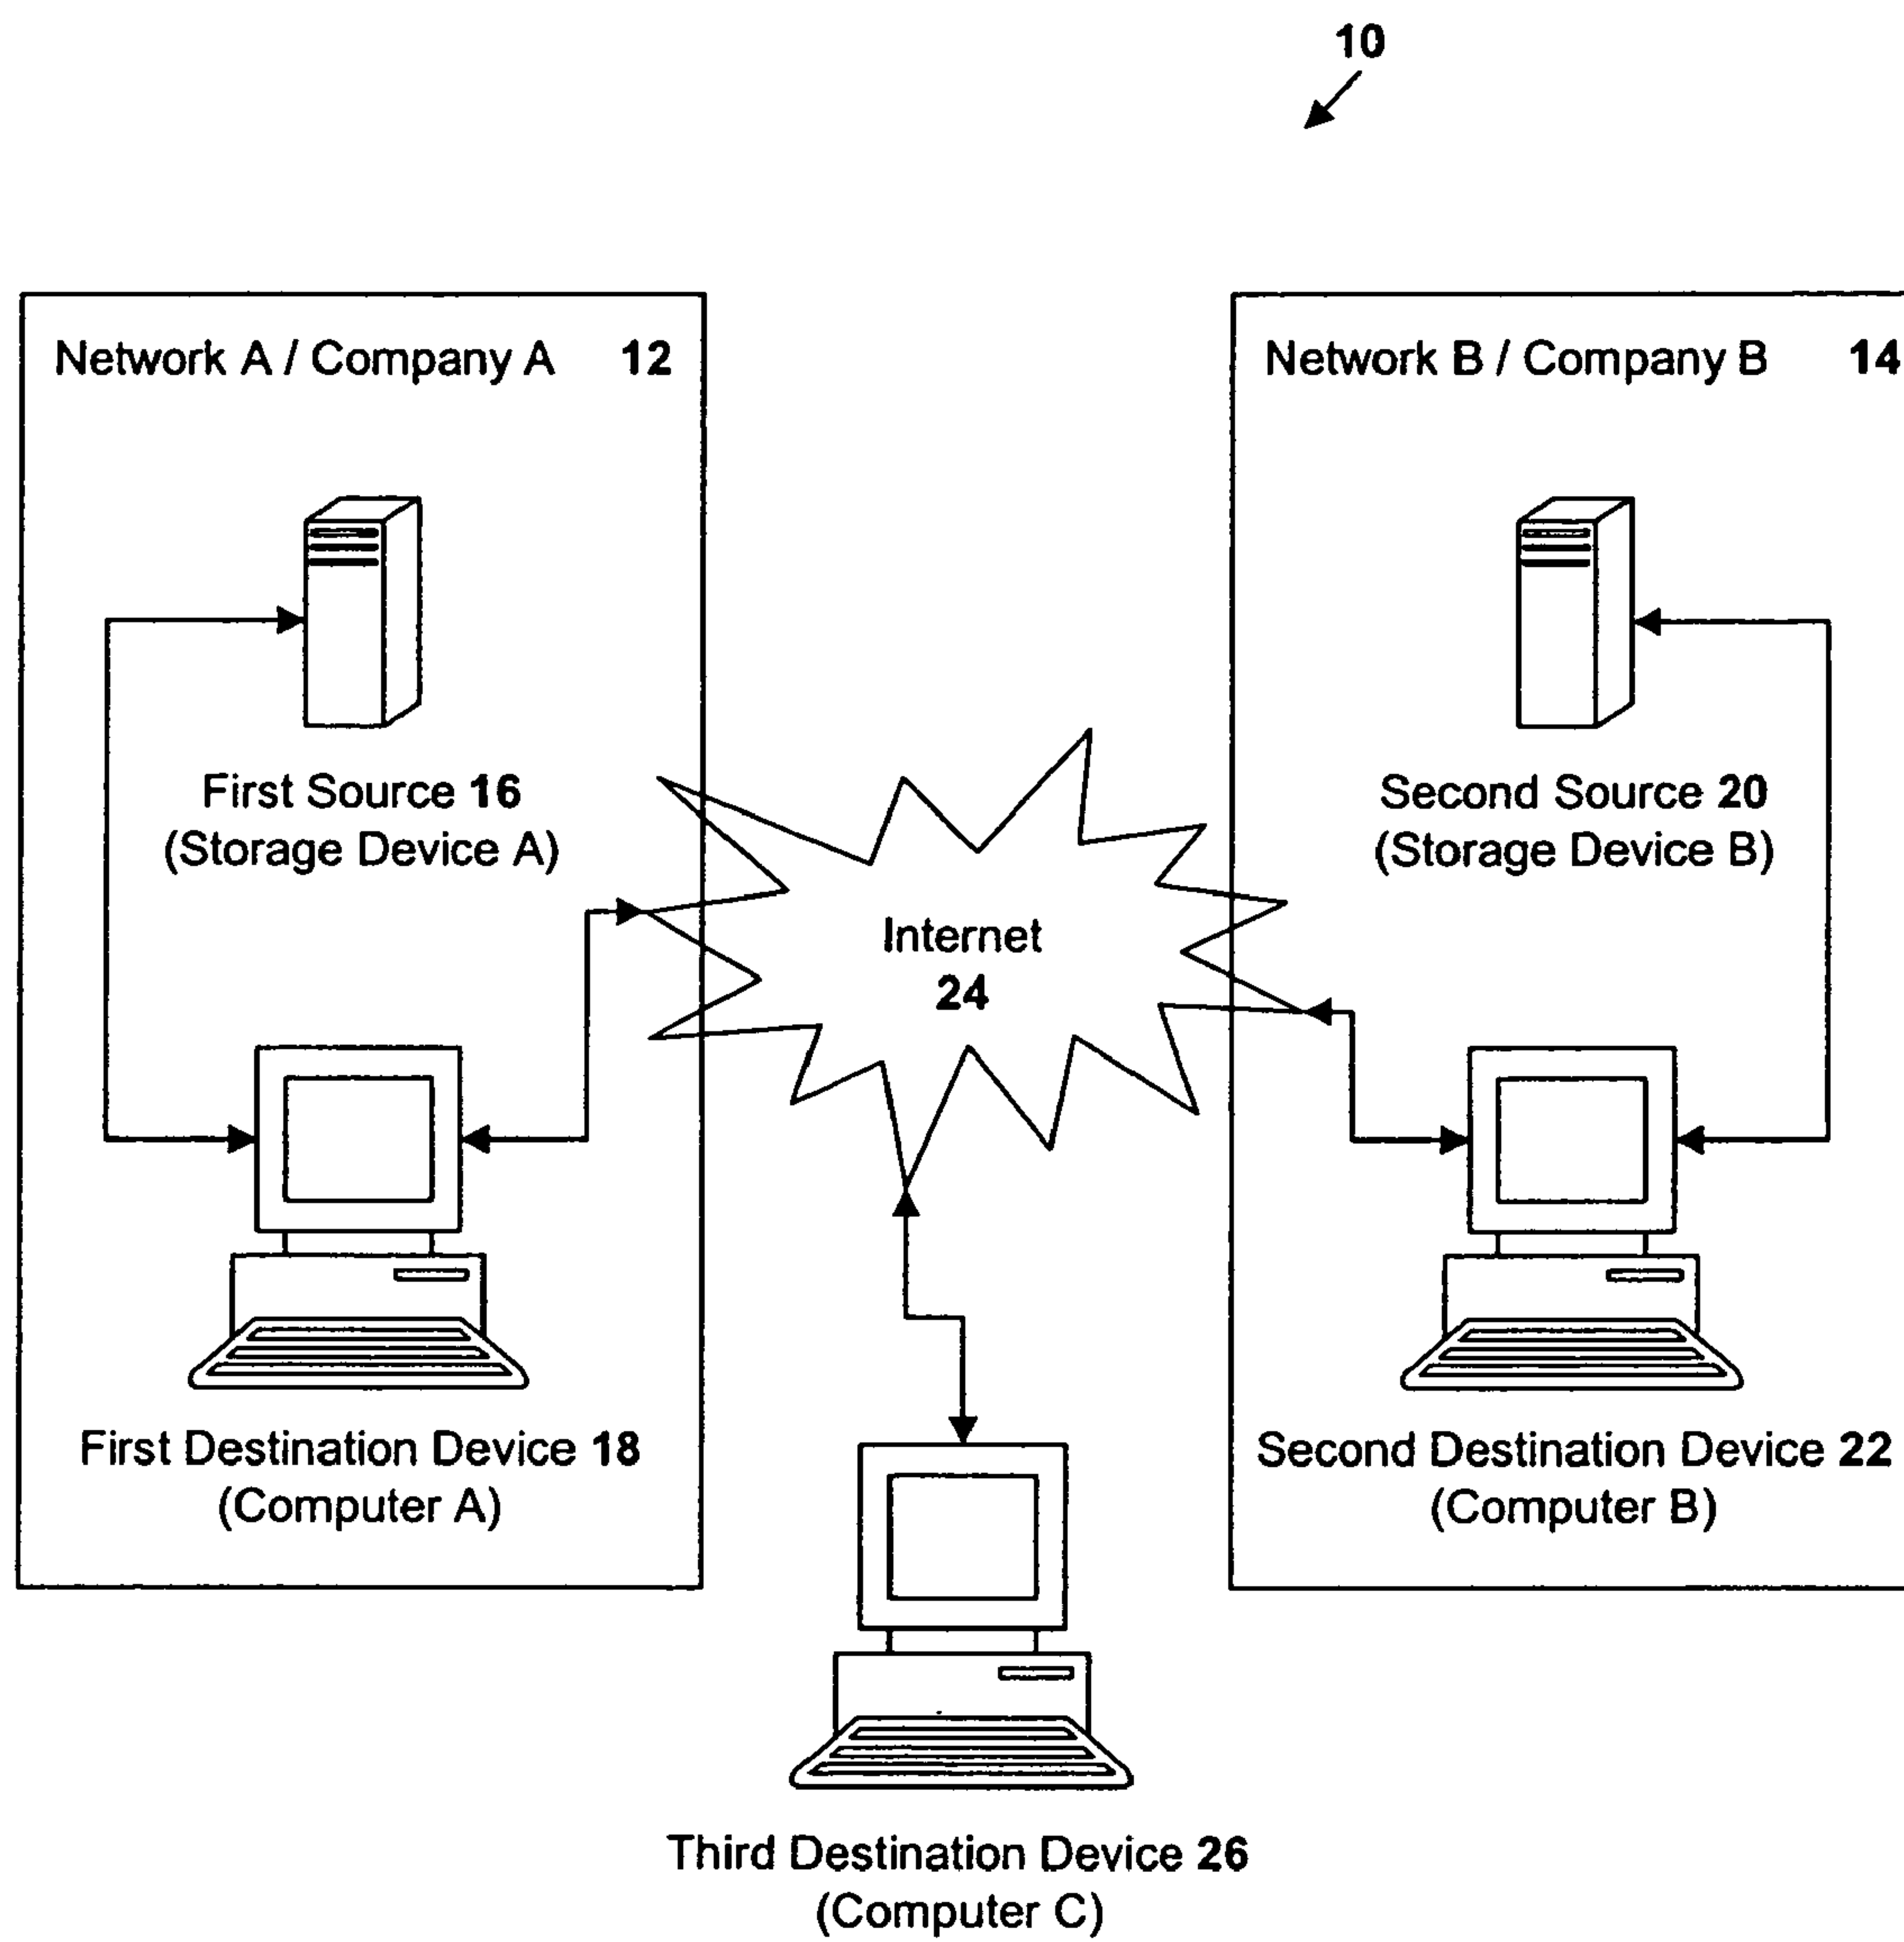 10
Network A / Company A 12
Network B / Company B 14
First Source 16
(Storage Device A)
Second Source 20
(Storage Device B)
Internet
24
First Destination Device 18
(Computer A)
Second Destination Device 22
(Computer B)
Third Destination Device 26
(Computer C)